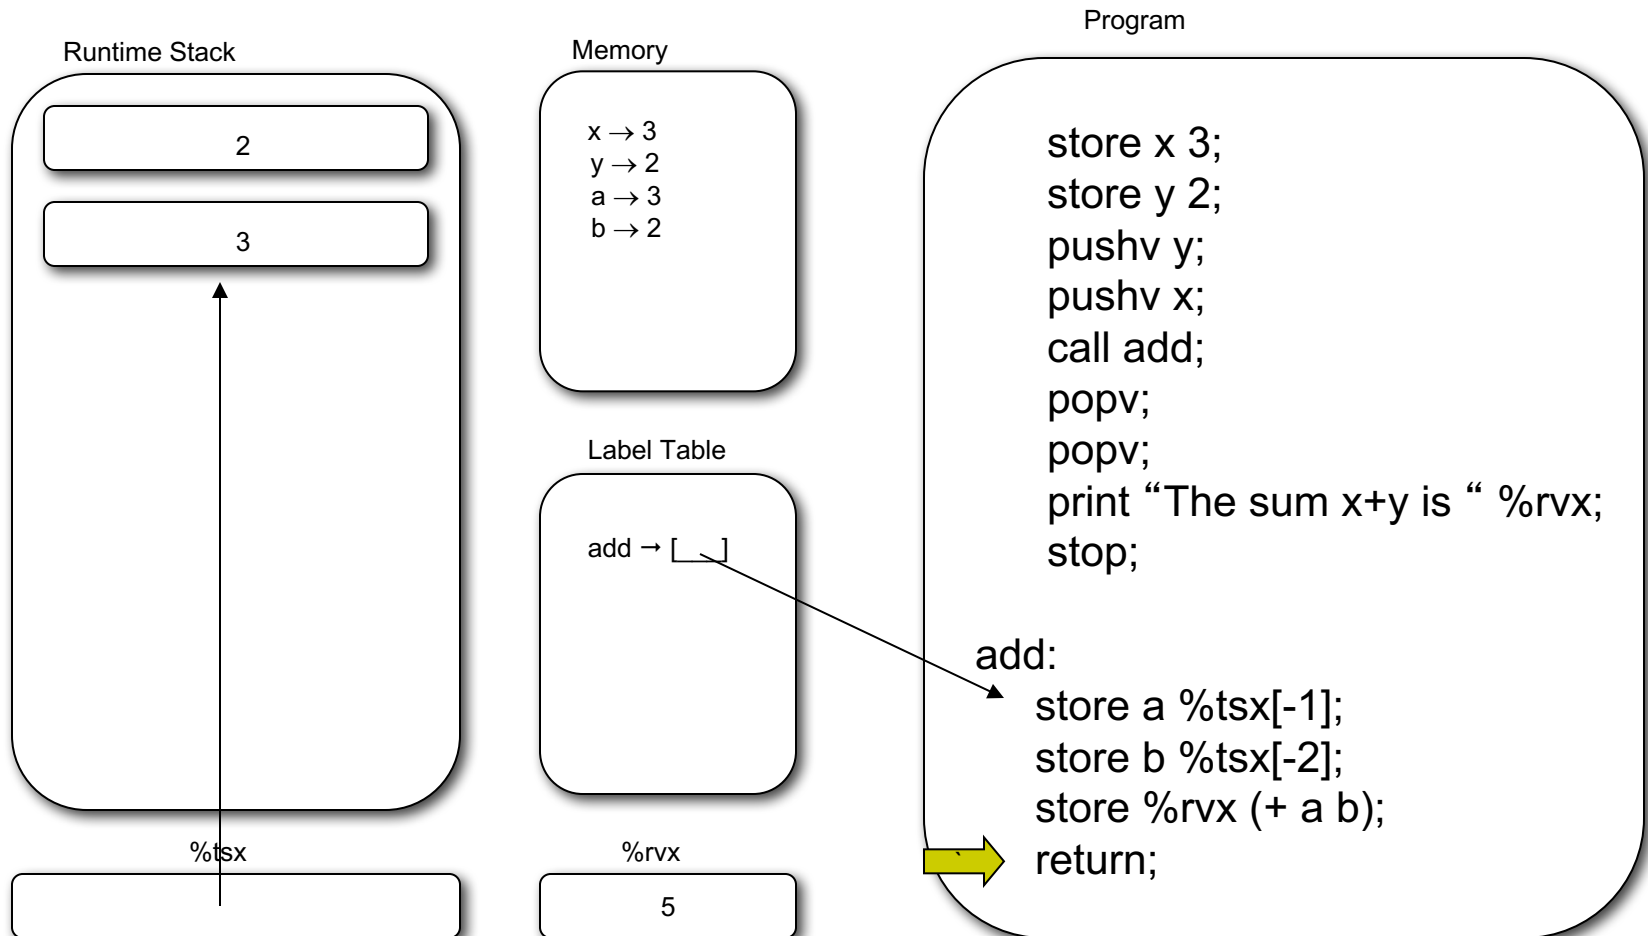 Program
Runtime Stack
Memory
2
3
x → 3
y → 2
a → 3
b → 2
Label Table
add → [___]
%tsx
%rvx
5
store x 3;
store y 2;
pushv y;
pushv x;
call add;
popv;
popv;
print “The sum x+y is “ %rvx;
stop;
add:
store a %tsx[-1];
store b %tsx[-2];
store %rvx (+ a b);
` return;